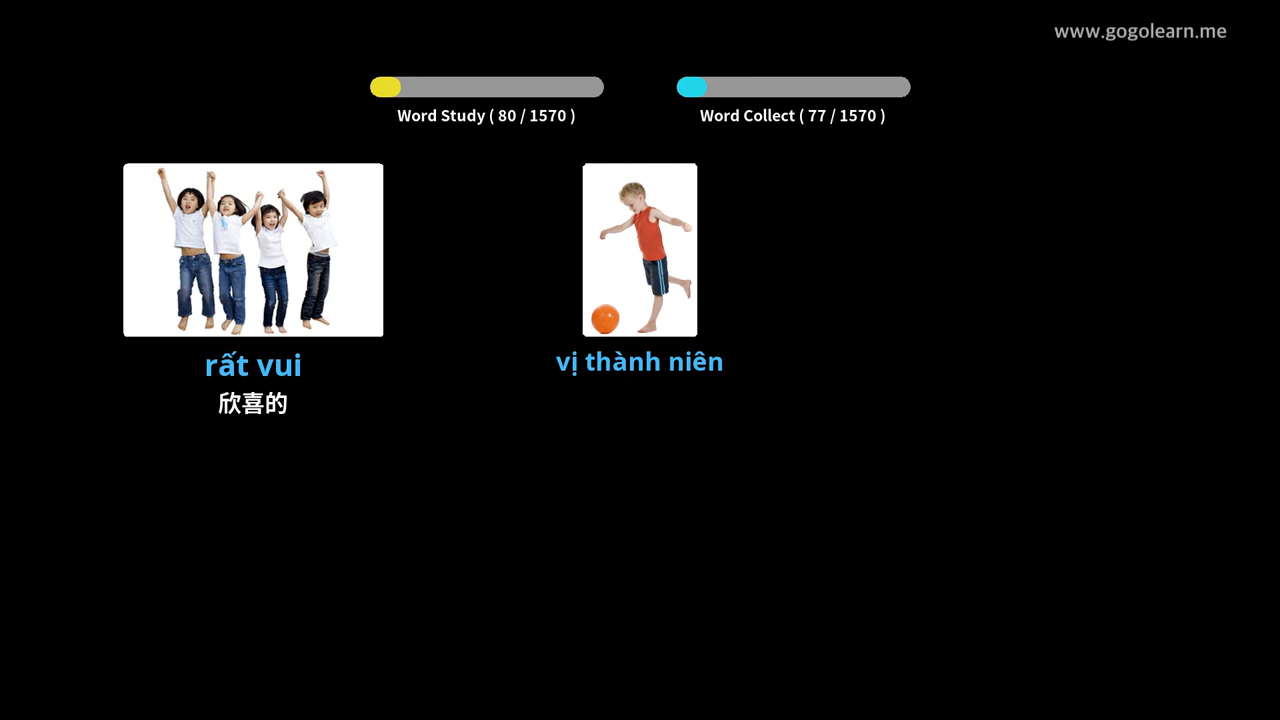 www.gogolearn.me
Word Study ( 80 / 1570 )
Word Collect ( 77 / 1570 )
rất vui
欣喜的
vị thành niên